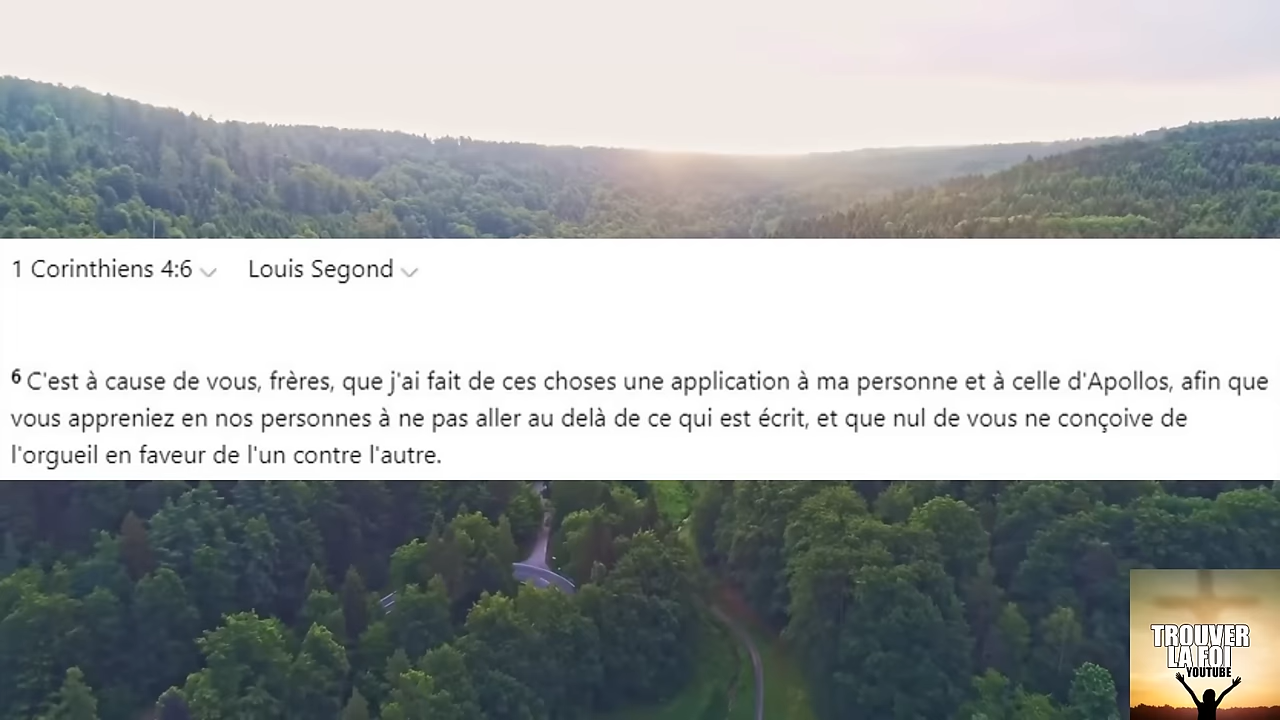 1 Corinthiens 4:6 Louis Segond
6 C'est à cause de vous, frères, que j'ai fait de ces choses une application à ma personne et à celle d'Apollos, afin que
vous appreniez en nos personnes à ne pas aller au delà de ce qui est écrit, et que nul de vous ne conçoive de
l'orgueil en faveur de l'un contre l'autre.
TROUVER
LA FOI
YOUTUBE